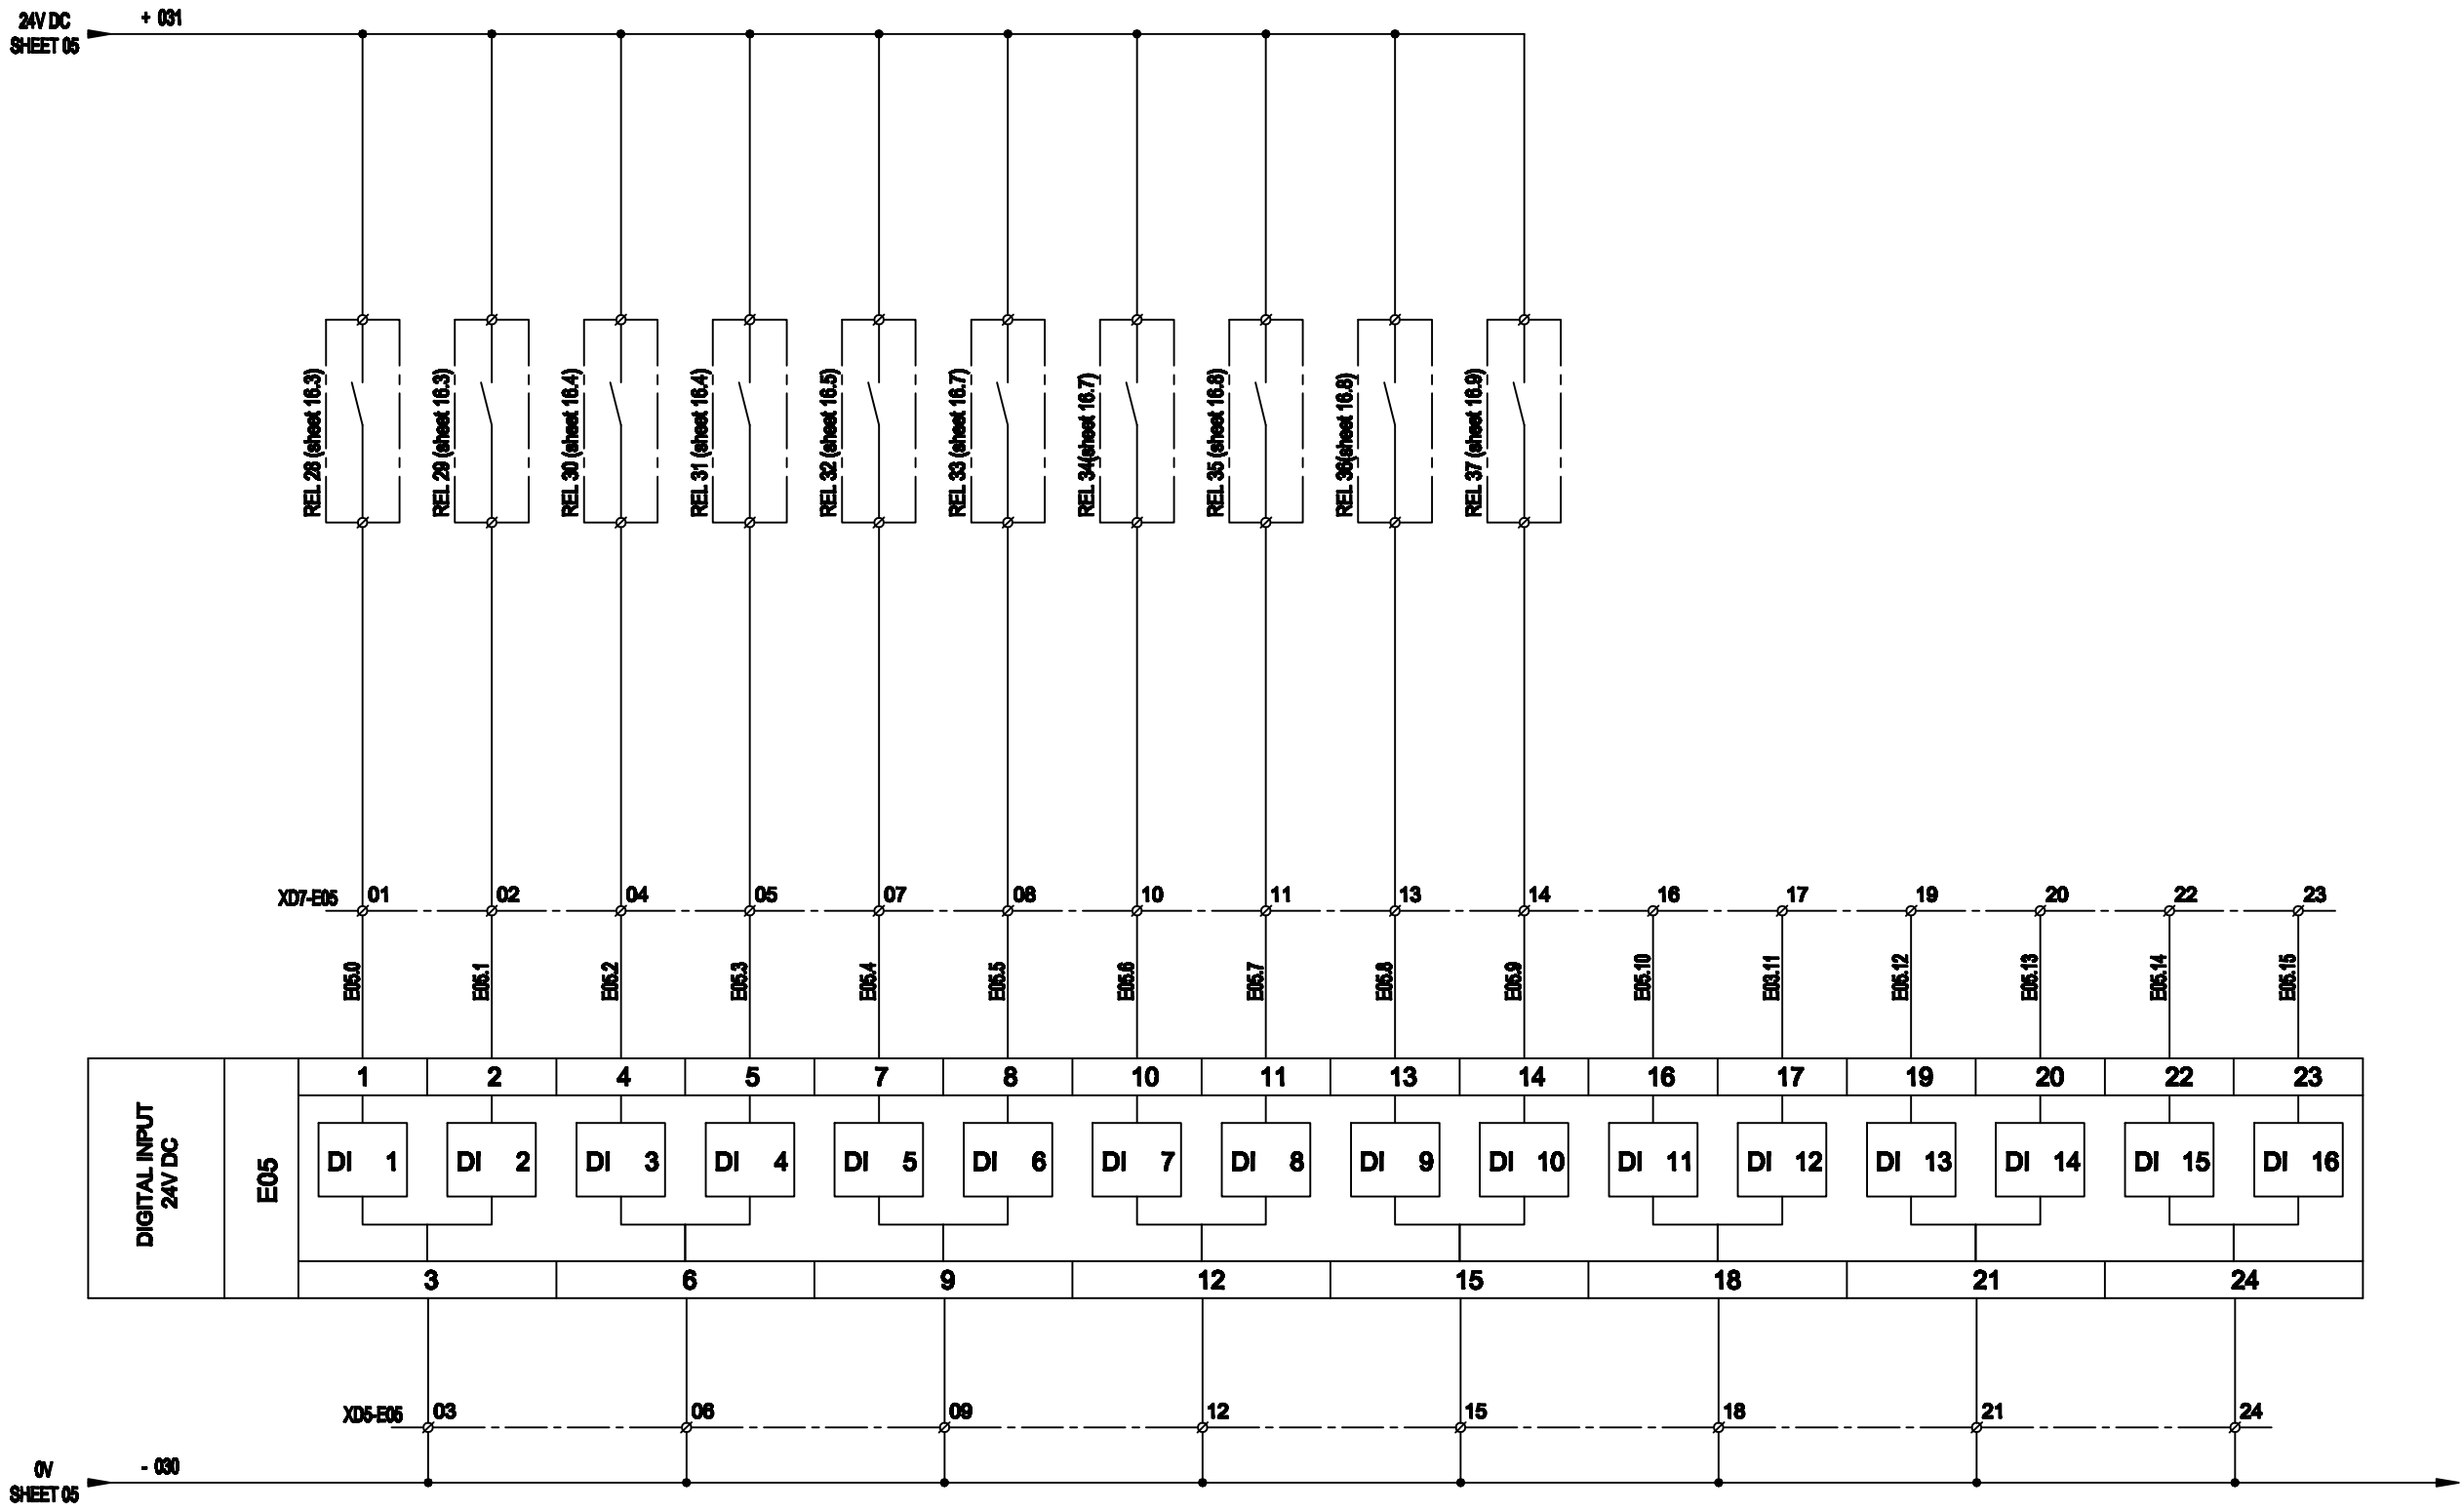 24V DC
SHEET 05
+ 031
REL 28 (sheet 16.3)
REL 29 (sheet 16.3)
REL 30 (sheet 16.4)
REL 31 (sheet 16.4)
REL 32 (sheet 16.5)
REL 33 (sheet 16.7)
REL 34(sheet 16.7)
REL 35 (sheet 16.8)
REL 36(sheet 16.8)
REL 37 (sheet 16.9)
XD7-E05 01 02 04 05 07 08 10 11 13 14 16 17 19 20 22 23
E05.0
E05.1
E05.2
E05.3
E05.4
E05.5
E05.6
E05.7
E05.8
E05.9
E05.10
E03.11
E05.12
E05.13
E05.14
E05.15
DIGITAL INPUT
24V DC
E05
1 2 4 5 7 8 10 11 13 14 16 17 19 20 22 23
DI 1 DI 2 DI 3 DI 4 DI 5 DI 6 DI 7 DI 8 DI 9 DI 10 DI 11 DI 12 DI 13 DI 14 DI 15 DI 16
3 6 9 12 15 18 21 24
XD5-E05 03 06 09 12 15 18 21 24
0V
SHEET 05
- 030